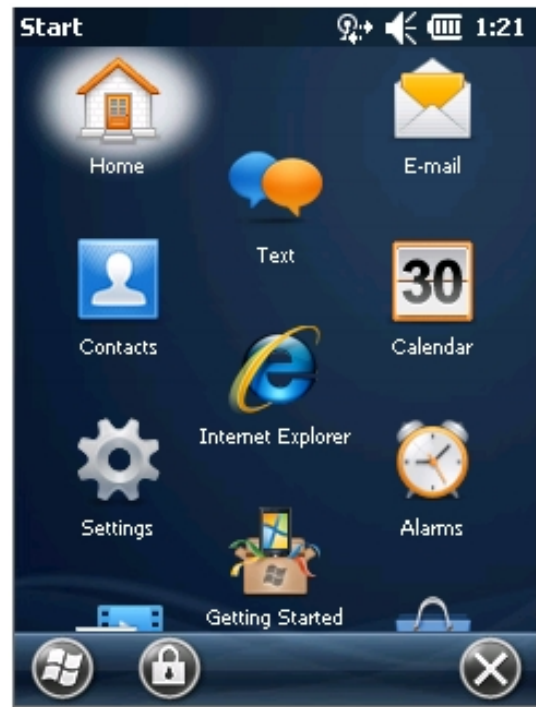 Start 1:21
Home
E-mail
Text
30
Contacts
Calendar
Internet Explorer
Settings
Alarms
Getting Started